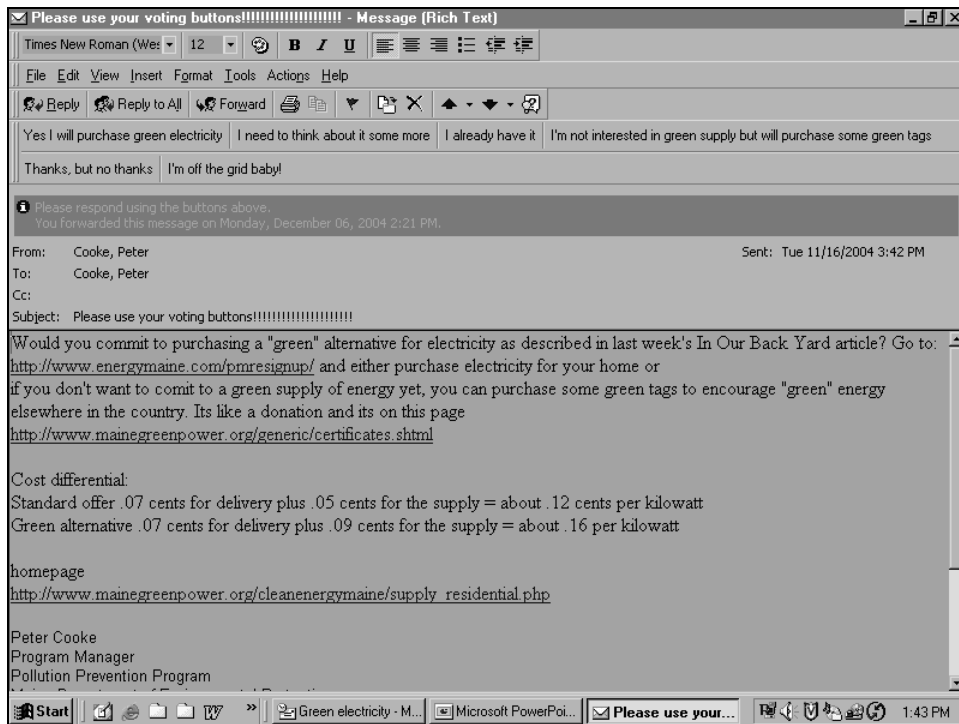 Please use your voting buttons!!!!!!!!!!!!!!!!!!!!! - Message (Rich Text)
Times New Roman (Wes 12 B I U
File Edit View Insert Format Tools Actions Help
Reply Reply to All Forward
Yes I will purchase green electricity I need to think about it some more I already have it I'm not interested in green supply but will purchase some green tags
Thanks, but no thanks I'm off the grid baby!
Please respond using the buttons above.
You forwarded this message on Monday, December 06, 2004 2:21 PM.
From: Cooke, Peter Sent: Tue 11/16/2004 3:42 PM
To: Cooke, Peter
Cc:
Subject: Please use your voting buttons!!!!!!!!!!!!!!!!!!!!!
Would you commit to purchasing a "green" alternative for electricity as described in last week's In Our Back Yard article? Go to:
http://www.energymaine.com/pmresignup/ and either purchase electricity for your home or
if you don't want to comit to a green supply of energy yet, you can purchase some green tags to encourage "green" energy
elsewhere in the country. Its like a donation and its on this page
http://www.mainegreenpower.org/generic/certificates.shtml
Cost differential:
Standard offer .07 cents for delivery plus .05 cents for the supply = about .12 cents per kilowatt
Green alternative .07 cents for delivery plus .09 cents for the supply = about .16 per kilowatt
homepage
http://www.mainegreenpower.org/cleanenergymaine/supply_residential.php
Peter Cooke
Program Manager
Pollution Prevention Program
Maine Department of Environmental Protection
Start » Green electricity - M... Microsoft PowerPoi... Please use your... 1:43 PM